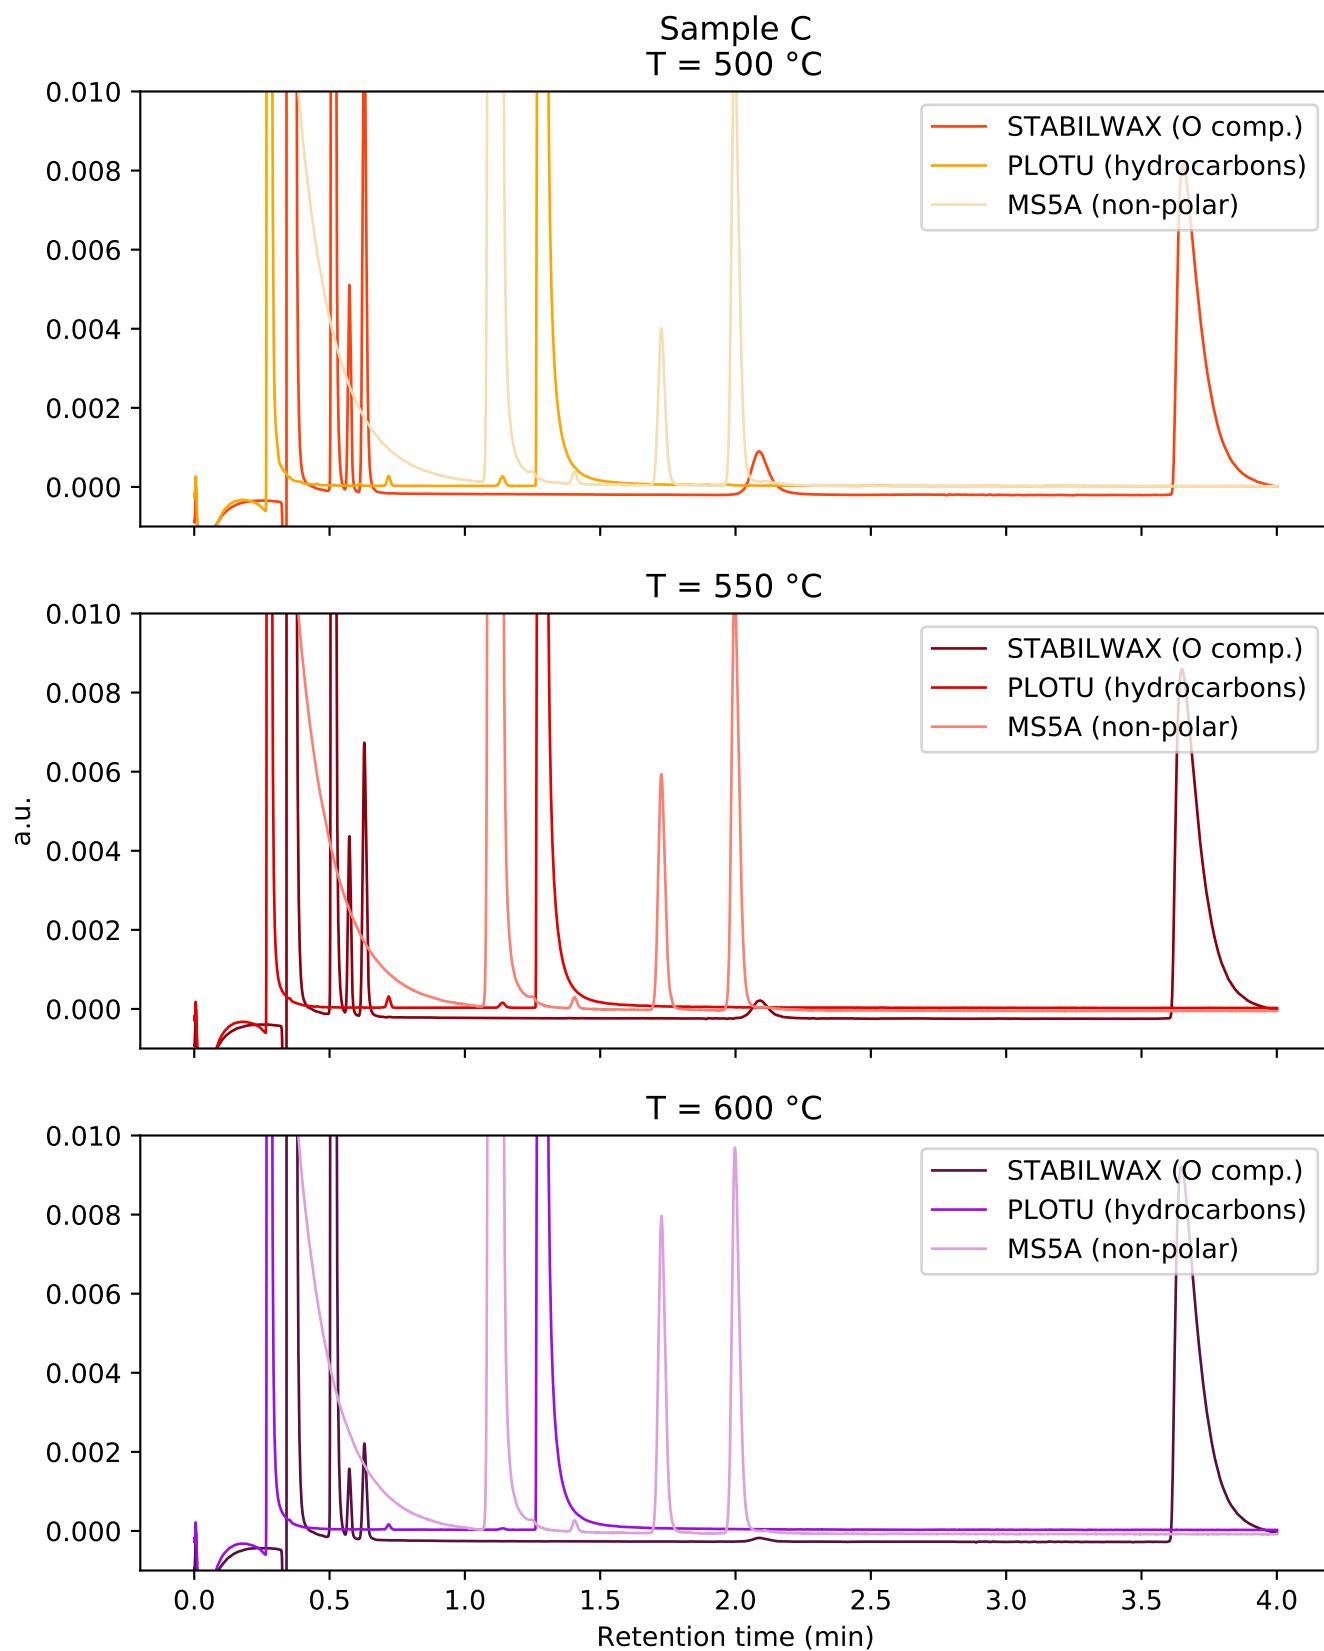 Sample C
T = 500 °C
0.010
0.008
0.006
0.004
0.002
0.000
STABILWAX (O comp.)
PLOTU (hydrocarbons)
MS5A (non-polar)
T = 550 °C
0.010
0.008
0.006
0.004
0.002
0.000
a.u.
STABILWAX (O comp.)
PLOTU (hydrocarbons)
MS5A (non-polar)
T = 600 °C
0.010
0.008
0.006
0.004
0.002
0.000
STABILWAX (O comp.)
PLOTU (hydrocarbons)
MS5A (non-polar)
0.0 0.5 1.0 1.5 2.0 2.5 3.0 3.5 4.0
Retention time (min)